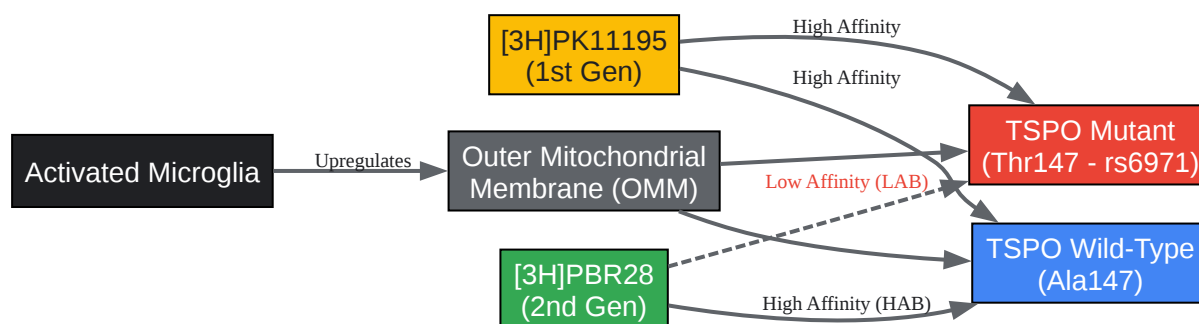 [3H]PK11195
(1st Gen)
High Affinity
High Affinity
TSPO Mutant
(Thr147 - rs6971)
Activated Microglia
Upregulates
Outer Mitochondrial
Membrane (OMM)
Low Affinity (LAB)
TSPO Wild-Type
(Ala147)
[3H]PBR28
(2nd Gen)
High Affinity (HAB)